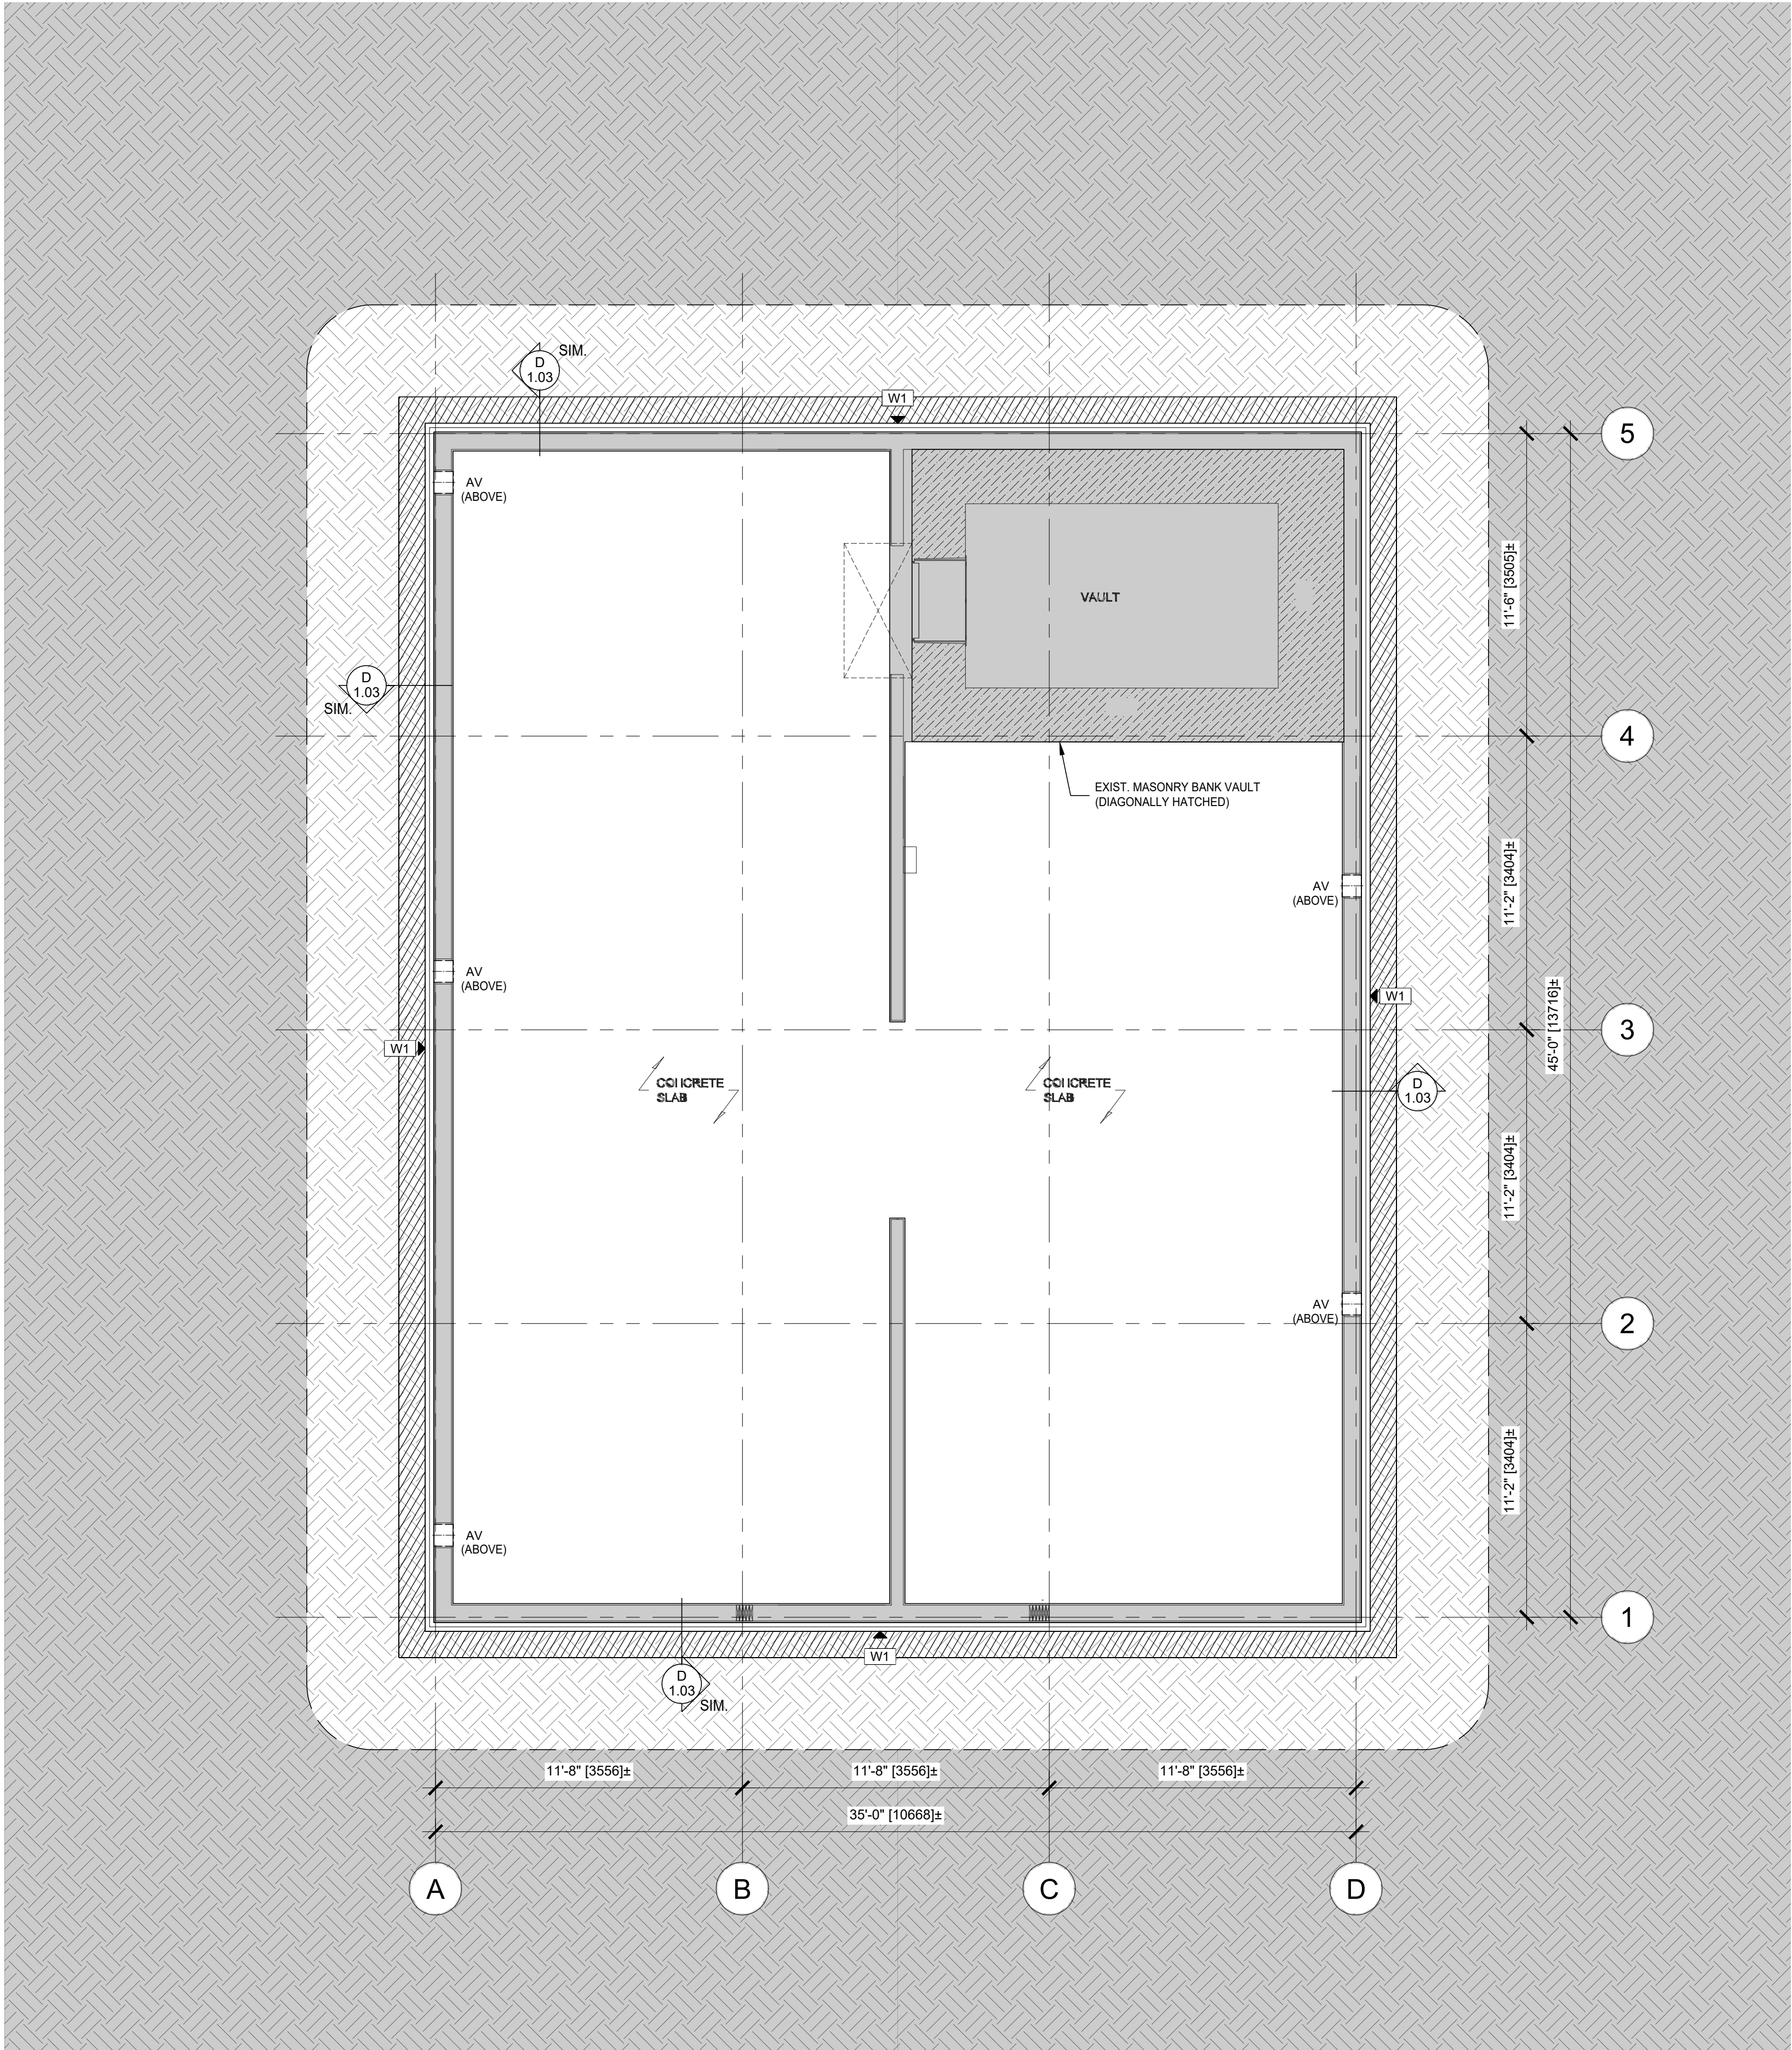 SIM.
D
1.03
W1
5
AV
(ABOVE)
11'-6" [3505]±
VAULT
D
1.03
SIM.
4
EXIST. MASONRY BANK VAULT
(DIAGONALLY HATCHED)
11'-2" [3404]±
AV
(ABOVE)
AV
(ABOVE)
W1
45'-0" [13716]±
3
W1
CONCRETE
SLAB
CONCRETE
SLAB
D
1.03
11'-2" [3404]±
AV
(ABOVE)
2
11'-2" [3404]±
AV
(ABOVE)
1
W1
D
1.03
SIM.
11'-8" [3556]±
11'-8" [3556]±
11'-8" [3556]±
35'-0" [10668]±
A
B
C
D